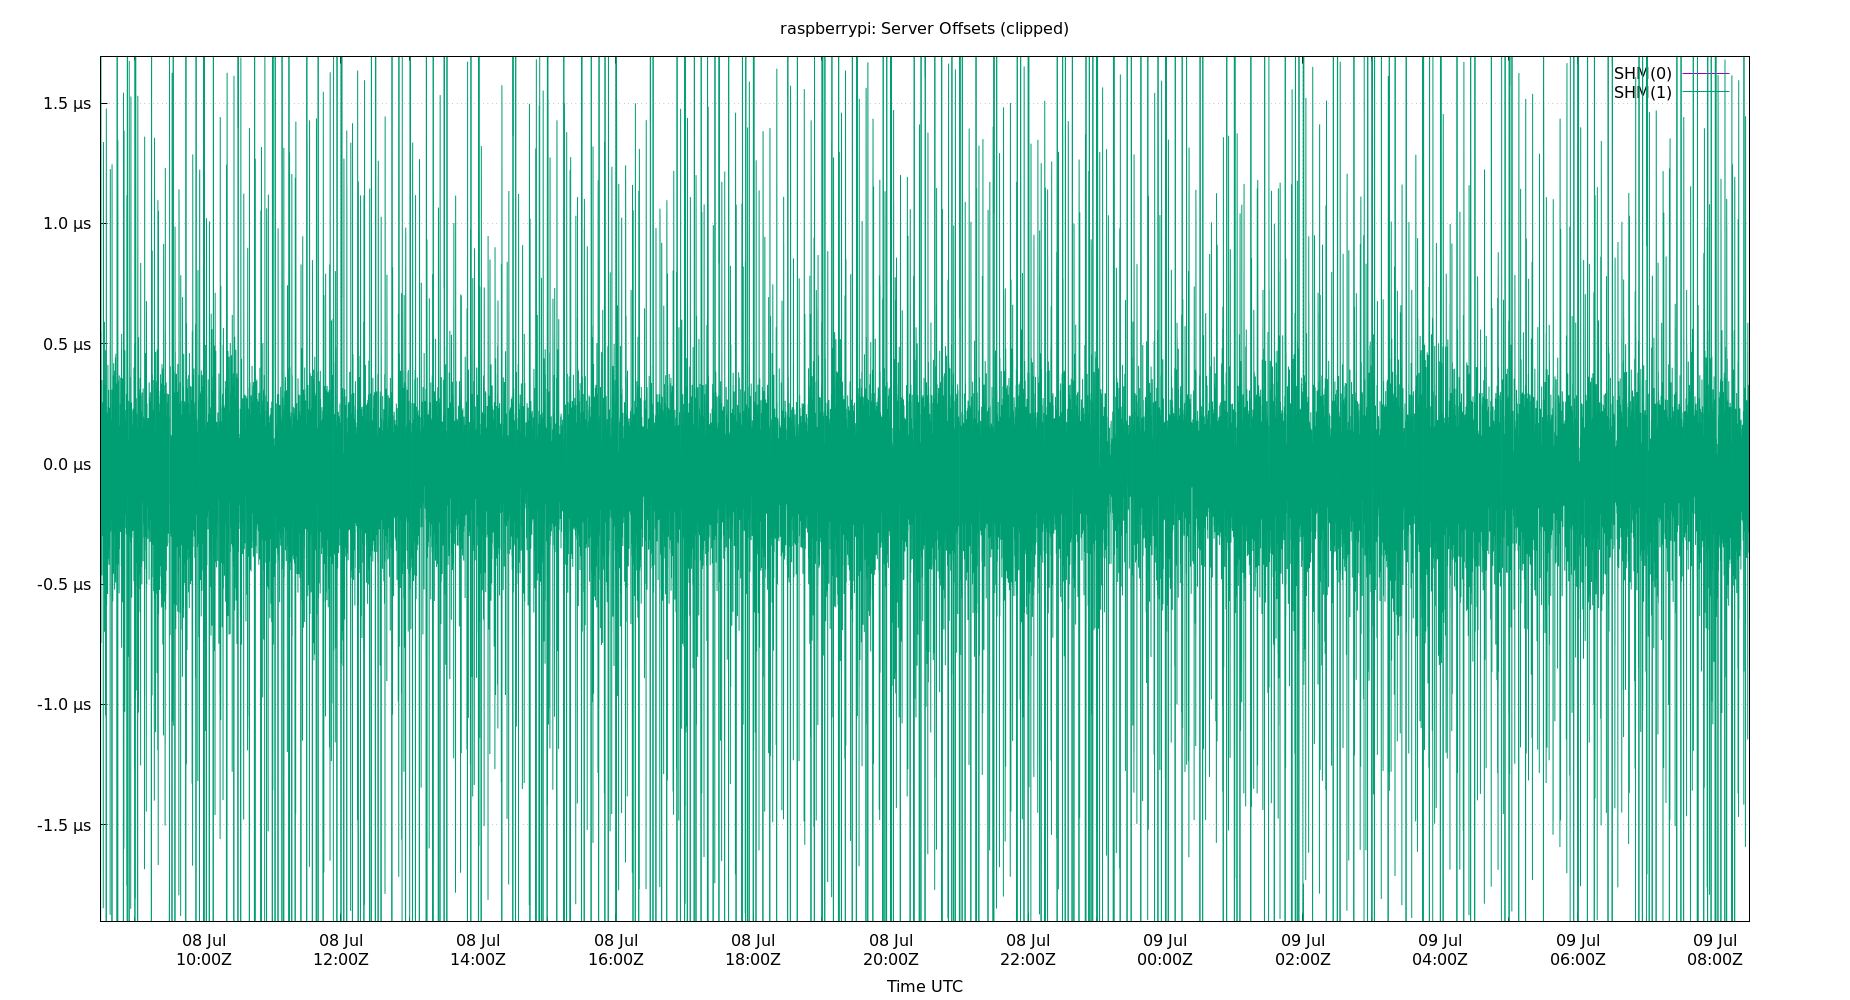 raspberrypi: Server Offsets (clipped)
SHM(0)
SHM(1)
1.5 µs
1.0 µs
0.5 µs
0.0 µs
-0.5 µs
-1.0 µs
-1.5 µs
08 Jul 08 Jul 08 Jul 08 Jul 08 Jul 08 Jul 08 Jul 09 Jul 09 Jul 09 Jul 09 Jul 09 Jul
10:00Z 12:00Z 14:00Z 16:00Z 18:00Z 20:00Z 22:00Z 00:00Z 02:00Z 04:00Z 06:00Z 08:00Z
Time UTC